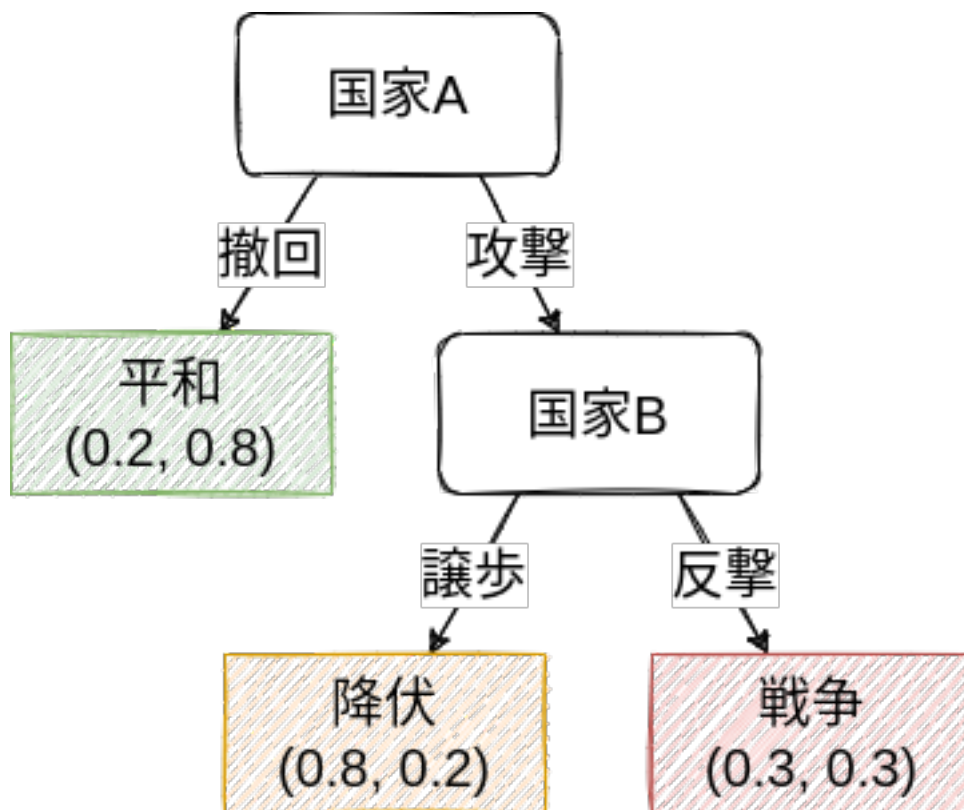 国家A
撤回
攻撃
平和
(0.2, 0.8)
国家B
譲歩
反撃
降伏
(0.8, 0.2)
戦争
(0.3, 0.3)